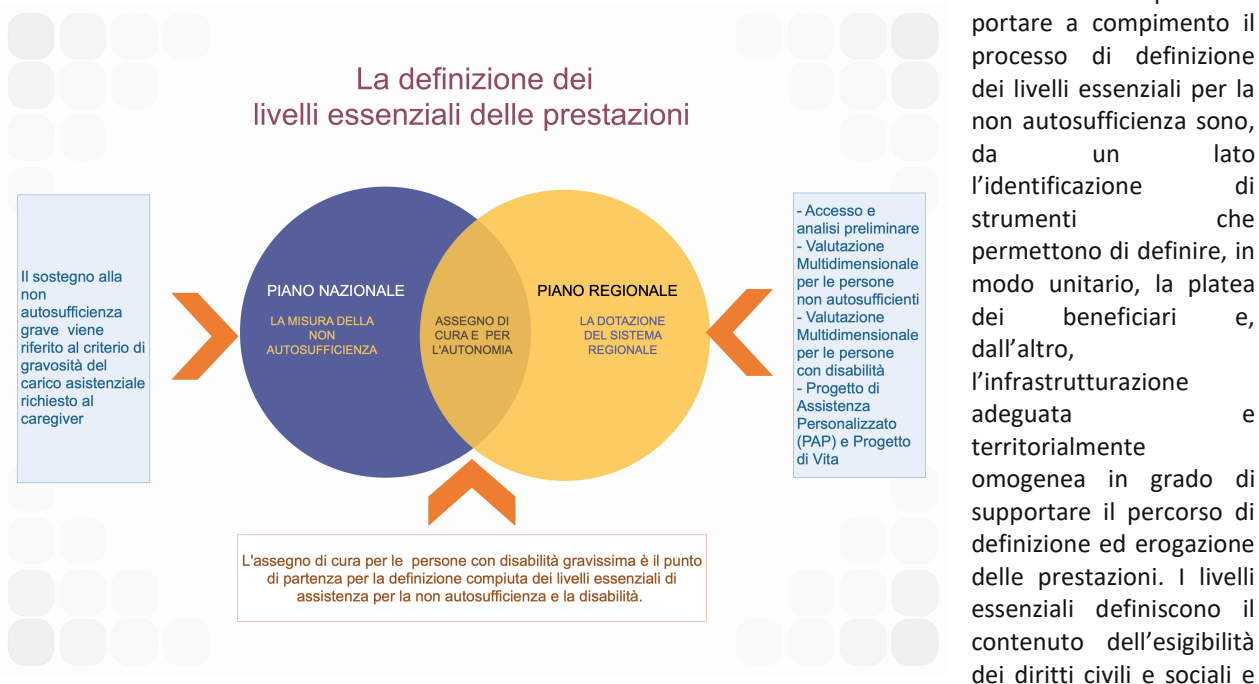 La definizione dei
livelli essenziali delle prestazioni
Il sostegno alla
non
autosufficienza
grave viene
riferito al criterio di
gravosità del
carico asistenziale
richiesto al
caregiver
PIANO NAZIONALE
LA MISURA DELLA
NON
AUTOSUFFICIENZA
ASSEGNO DI
CURA E PER
L'AUTONOMIA
PIANO REGIONALE
LA DOTAZIONE
DEL SISTEMA
REGIONALE
- Accesso e
analisi preliminare
- Valutazione
Multidimensionale
per le persone
non autosufficienti
- Valutazione
Multidimensionale
per le persone
con disabilità
- Progetto di
Assistenza
Personalizzato
(PAP) e Progetto
di Vita
L'assegno di cura per le persone con disabilità gravissima è il punto
di partenza per la definizione compiuta dei livelli essenziali di
assistenza per la non autosufficienza e la disabilità.
portare a compimento il
processo di definizione
dei livelli essenziali per la
non autosufficienza sono,
da un lato
l’identificazione di
strumenti che
permettono di definire, in
modo unitario, la platea
dei beneficiari e,
dall’altro,
l’infrastrutturazione
adeguata e
territorialmente
omogenea in grado di
supportare il percorso di
definizione ed erogazione
delle prestazioni. I livelli
essenziali definiscono il
contenuto dell’esigibilità
dei diritti civili e sociali e